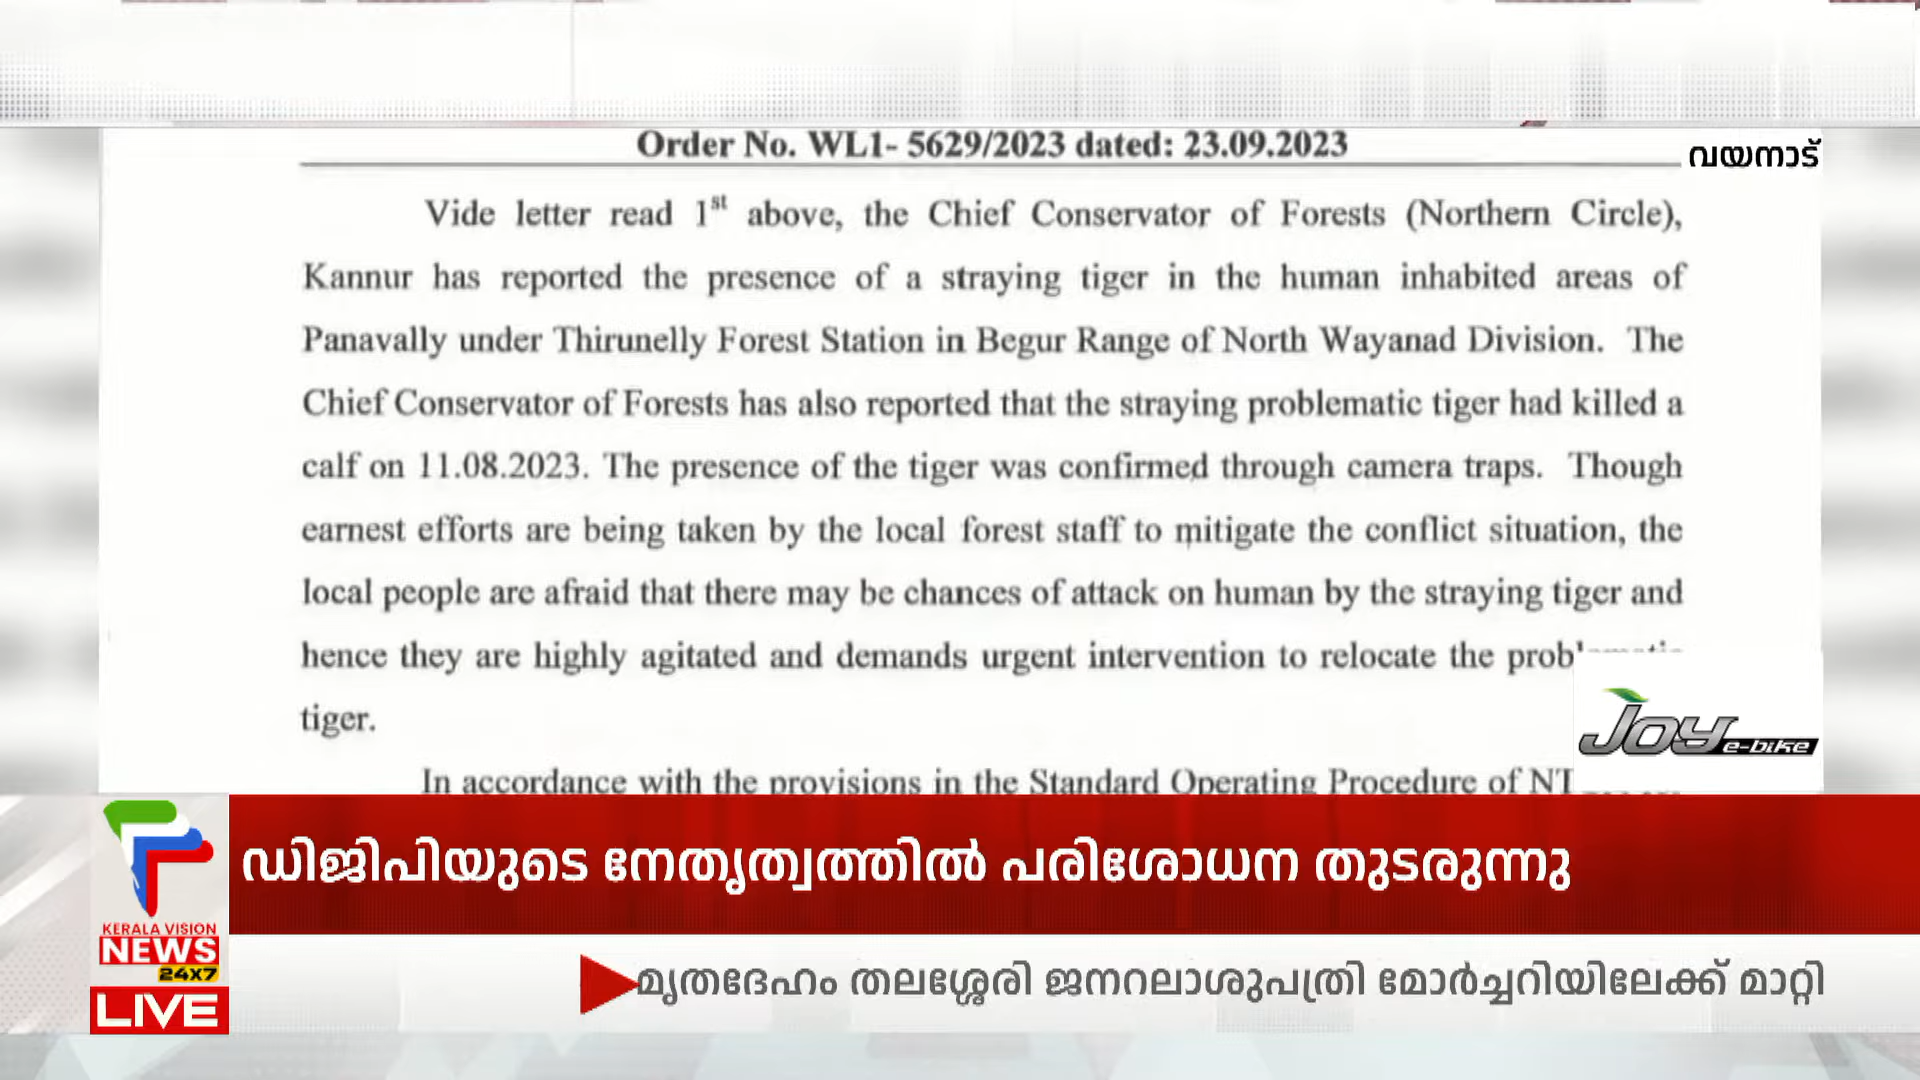 Order No. WL1- 5629/2023 dated: 23.09.2023
വയനാട്
Vide letter read 1st above, the Chief Conservator of Forests (Northern Circle),
Kannur has reported the presence of a straying tiger in the human inhabited areas of
Panavally under Thirunelly Forest Station in Begur Range of North Wayanad Division. The
Chief Conservator of Forests has also reported that the straying problematic tiger had killed a
calf on 11.08.2023. The presence of the tiger was confirmed through camera traps. Though
earnest efforts are being taken by the local forest staff to mitigate the conflict situation, the
local people are afraid that there may be chances of attack on human by the straying tiger and
hence they are highly agitated and demands urgent intervention to relocate the
tiger.
Joy e-bike
In accordance with the provisions in the Standard Operating Procedure of
ഡിജിപിയുടെ നേതൃത്വത്തിൽ പരിശോധന തുടരുന്നു
KERALA VISION
NEWS
24x7
LIVE
മൃതദേഹം തലശ്ശേരി ജനറലാശുപത്രി മോർച്ചറിയിലേക്ക് മാറ്റി